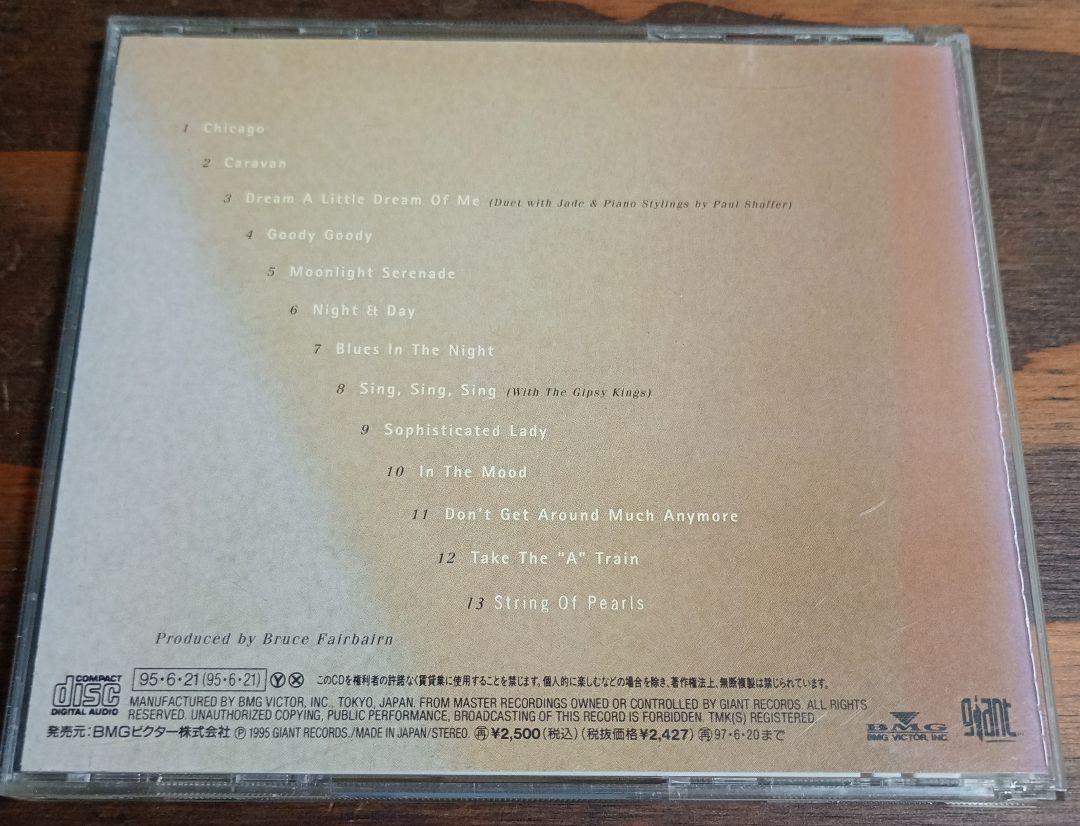 1 Chicago
2 Caravan
3 Dream A Little Dream Of Me (Duet with Jade & Piano Stylings by Paul Shaffer)
4 Goody Goody
5 Moonlight Serenade
6 Night & Day
7 Blues In The Night
8 Sing, Sing, Sing (With The Gipsy Kings)
9 Sophisticated Lady
10 In The Mood
11 Don't Get Around Much Anymore
12 Take The "A" Train
13 String Of Pearls
Produced by Bruce Fairbairn
COMPACT disc DIGITAL AUDIO
95・6・21(95・6・21) Ⓨ Ⓧ このCDを権利者の許諾なく賃貸業に使用することを禁じます。個人的に楽しむなどの場合を除き、著作権法上、無断複製は禁じられています。
MANUFACTURED BY BMG VICTOR, INC., TOKYO, JAPAN. FROM MASTER RECORDINGS OWNED OR CONTROLLED BY GIANT RECORDS. ALL RIGHTS
RESERVED. UNAUTHORIZED COPYING, PUBLIC PERFORMANCE, BROADCASTING OF THIS RECORD IS FORBIDDEN. TMK(S) REGISTERED.
発売元:BMGビクター株式会社 Ⓟ 1995 GIANT RECORDS./MADE IN JAPAN/STEREO. ㊢¥2,500(税込)(税抜価格¥2,427) ㊢97・6・20まで
BMG
BMG VICTOR, INC.
giant